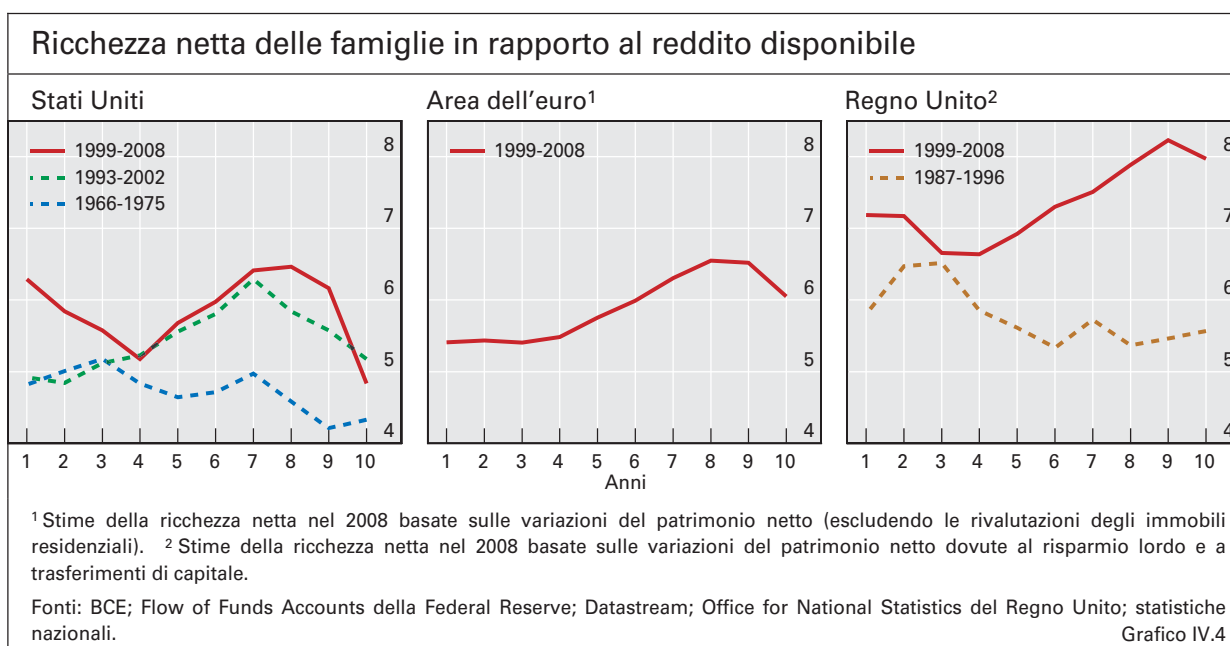 Ricchezza netta delle famiglie in rapporto al reddito disponibile
Stati Uniti
1999-2008
1993-2002
1966-1975
8
7
6
5
4
1 2 3 4 5 6 7 8 9 10
Area dell'euro¹
1999-2008
8
7
6
5
4
1 2 3 4 5 6 7 8 9 10
Anni
Regno Unito²
1999-2008
1987-1996
8
7
6
5
4
1 2 3 4 5 6 7 8 9 10
¹ Stime della ricchezza netta nel 2008 basate sulle variazioni del patrimonio netto (escludendo le rivalutazioni degli immobili
residenziali). ² Stime della ricchezza netta nel 2008 basate sulle variazioni del patrimonio netto dovute al risparmio lordo e a
trasferimenti di capitale.
Fonti: BCE; Flow of Funds Accounts della Federal Reserve; Datastream; Office for National Statistics del Regno Unito; statistiche
nazionali.
Grafico IV.4